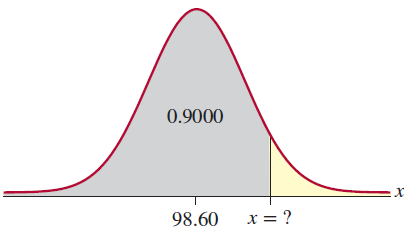 0.9000
x
98.60 x = ?